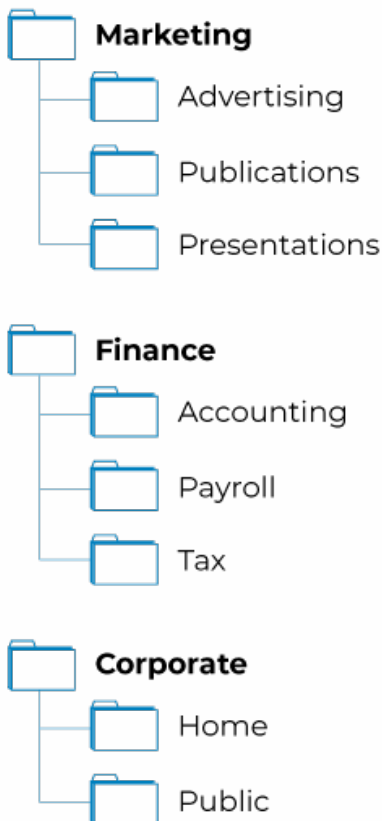 Marketing
Advertising
Publications
Presentations
Finance
Accounting
Payroll
Tax
Corporate
Home
Public